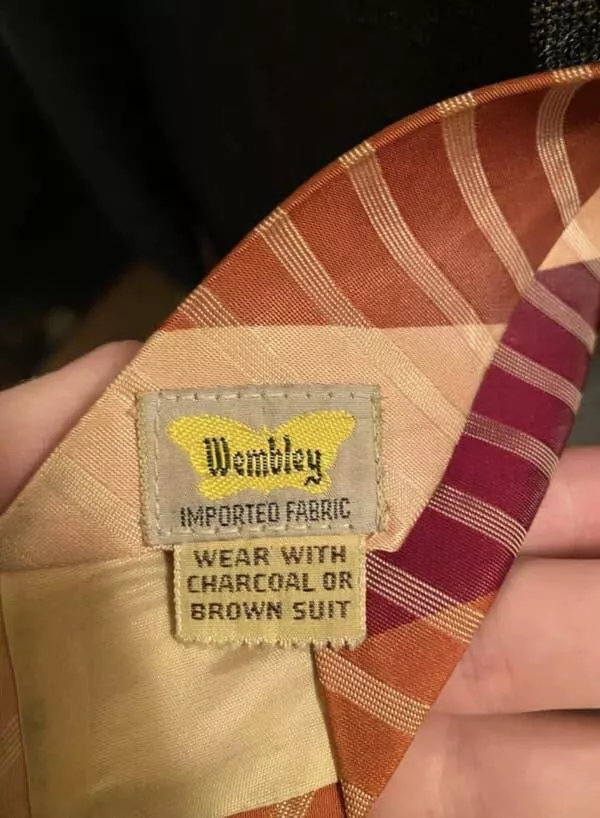 Wembley
IMPORTED FABRIC
WEAR WITH
CHARCOAL OR
BROWN SUIT